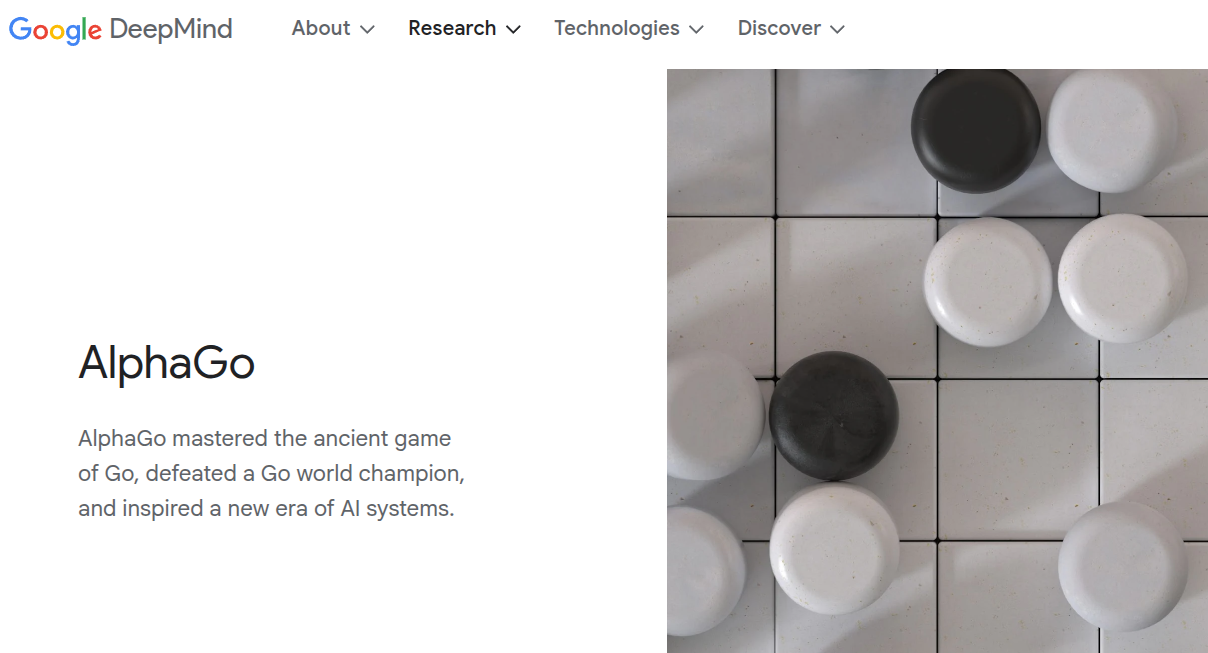 Google DeepMind About Research Technologies Discover
AlphaGo
AlphaGo mastered the ancient game
of Go, defeated a Go world champion,
and inspired a new era of AI systems.